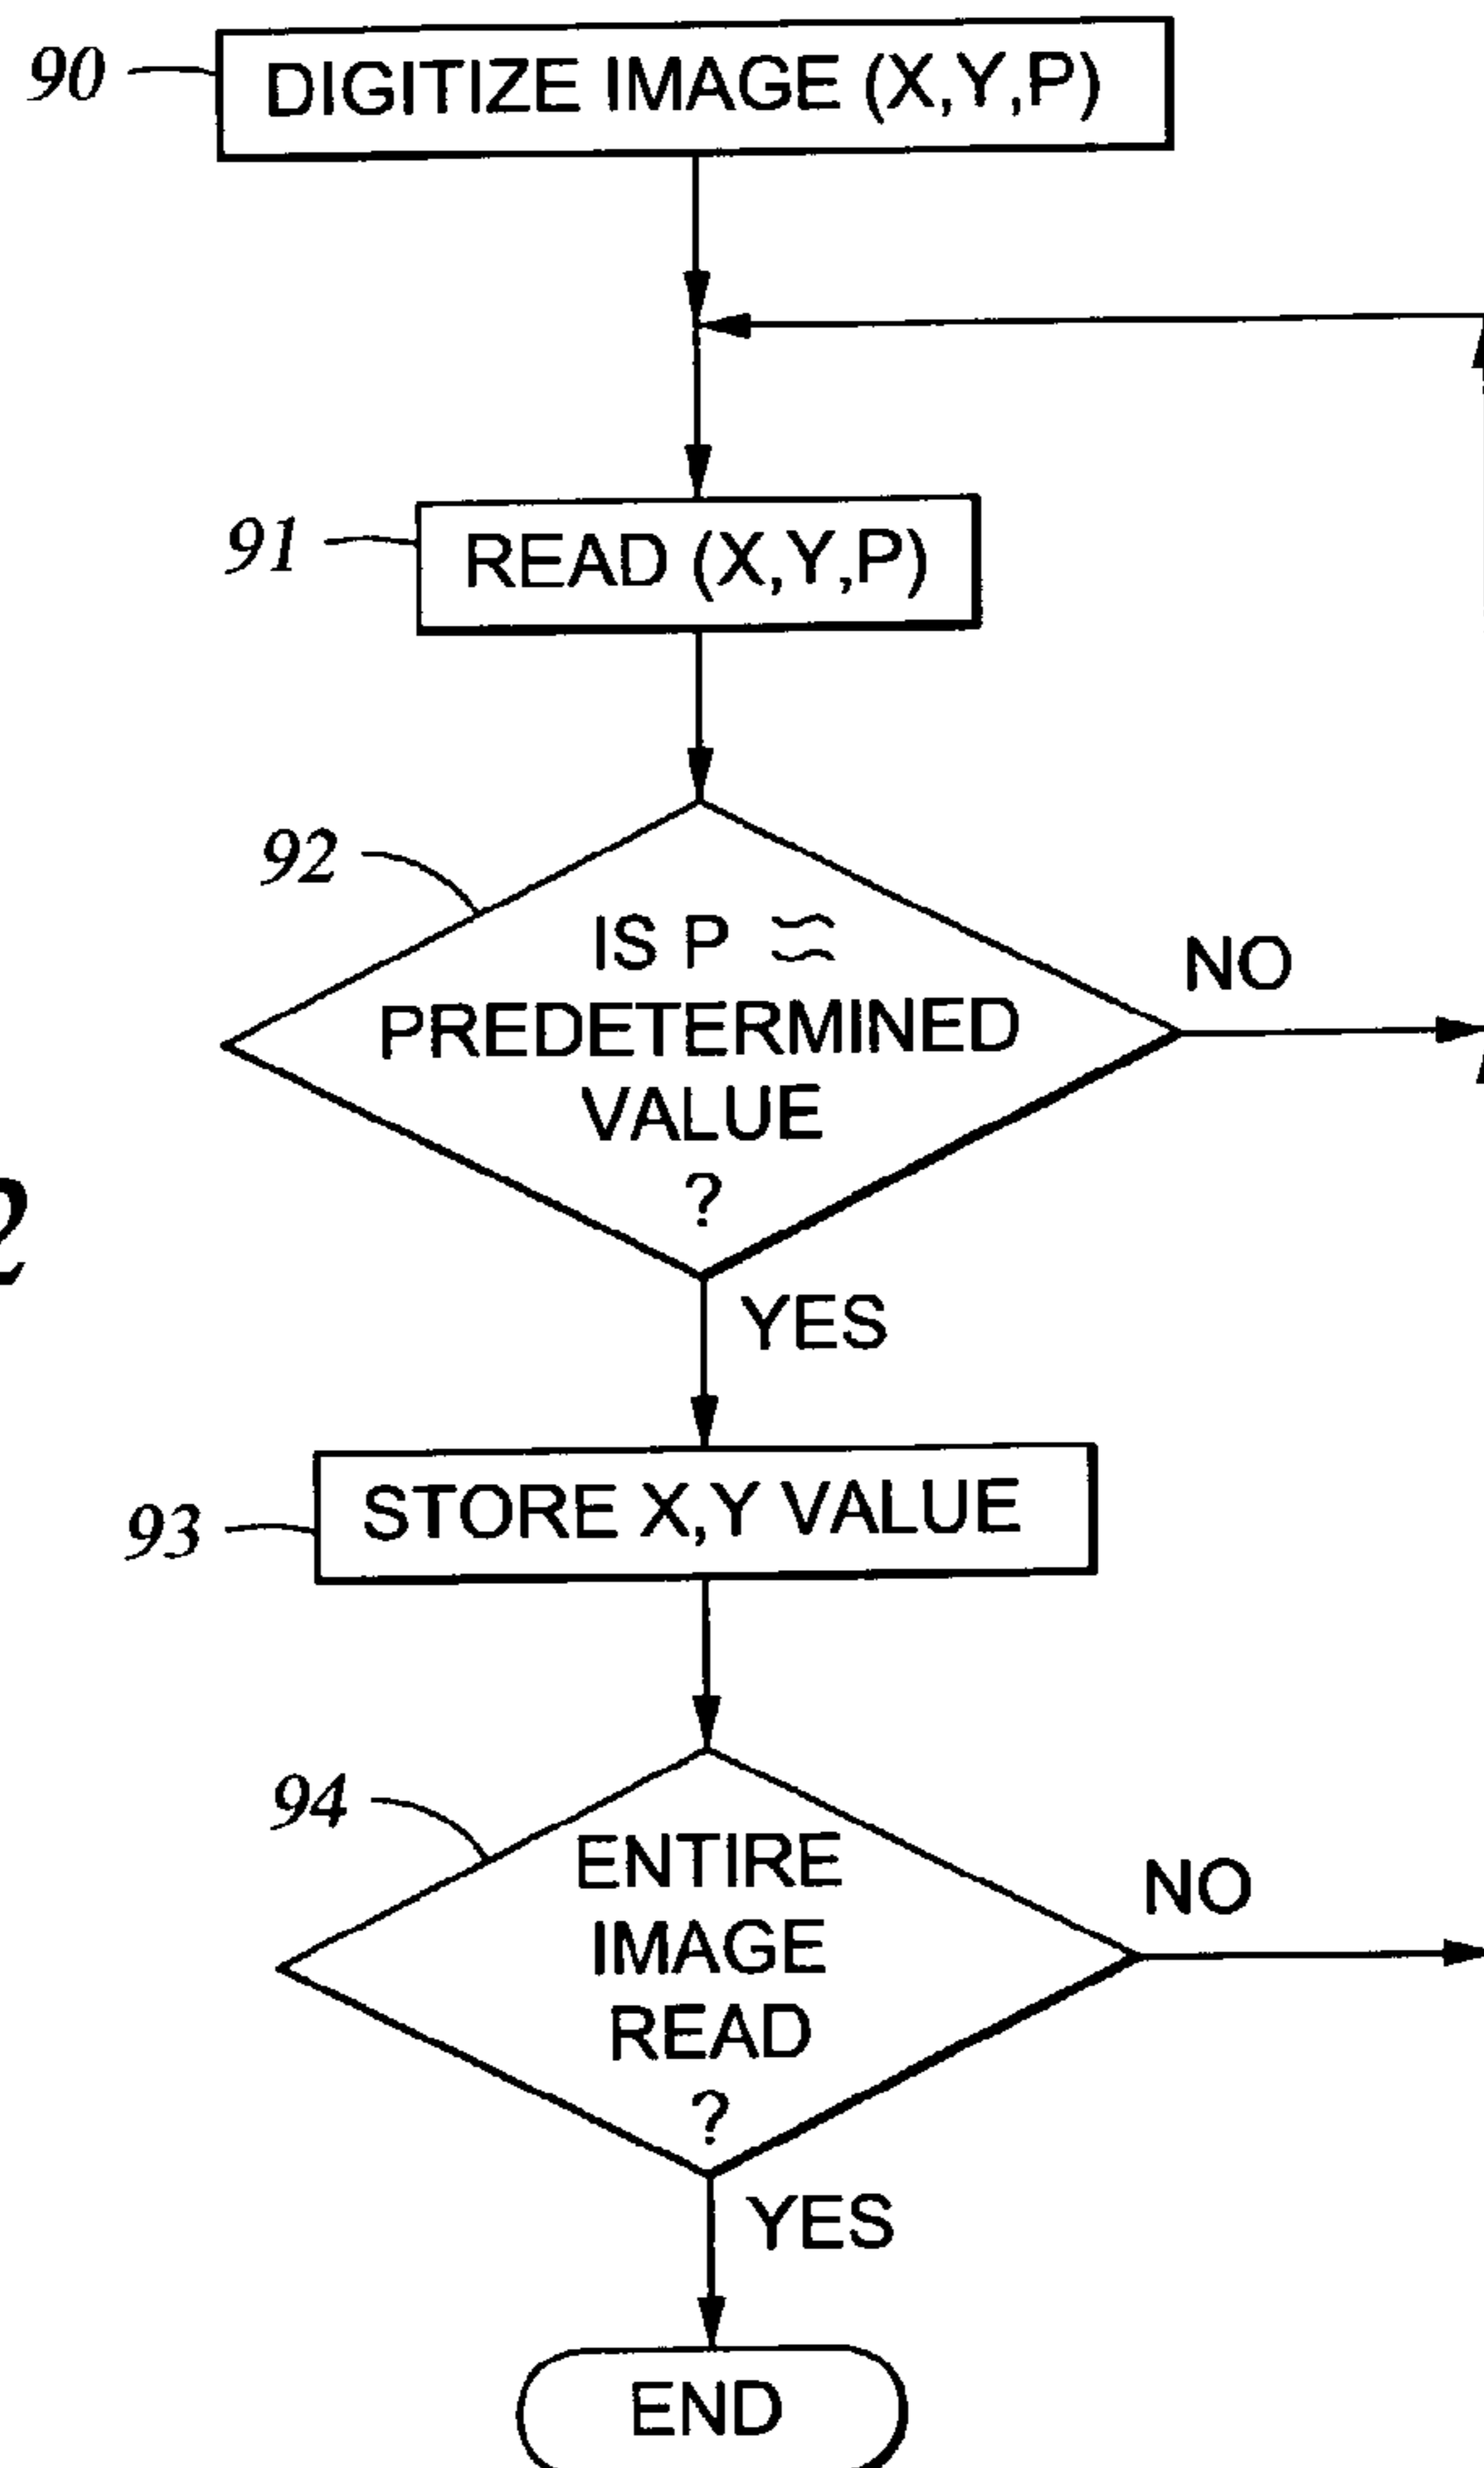 90
DIGITIZE IMAGE (X,Y,P)
91
READ (X,Y,P)
92
IS P ≈
PREDETERMINED
VALUE
?
NO
2
YES
93
STORE X,Y VALUE
94
ENTIRE
IMAGE
READ
?
NO
YES
END